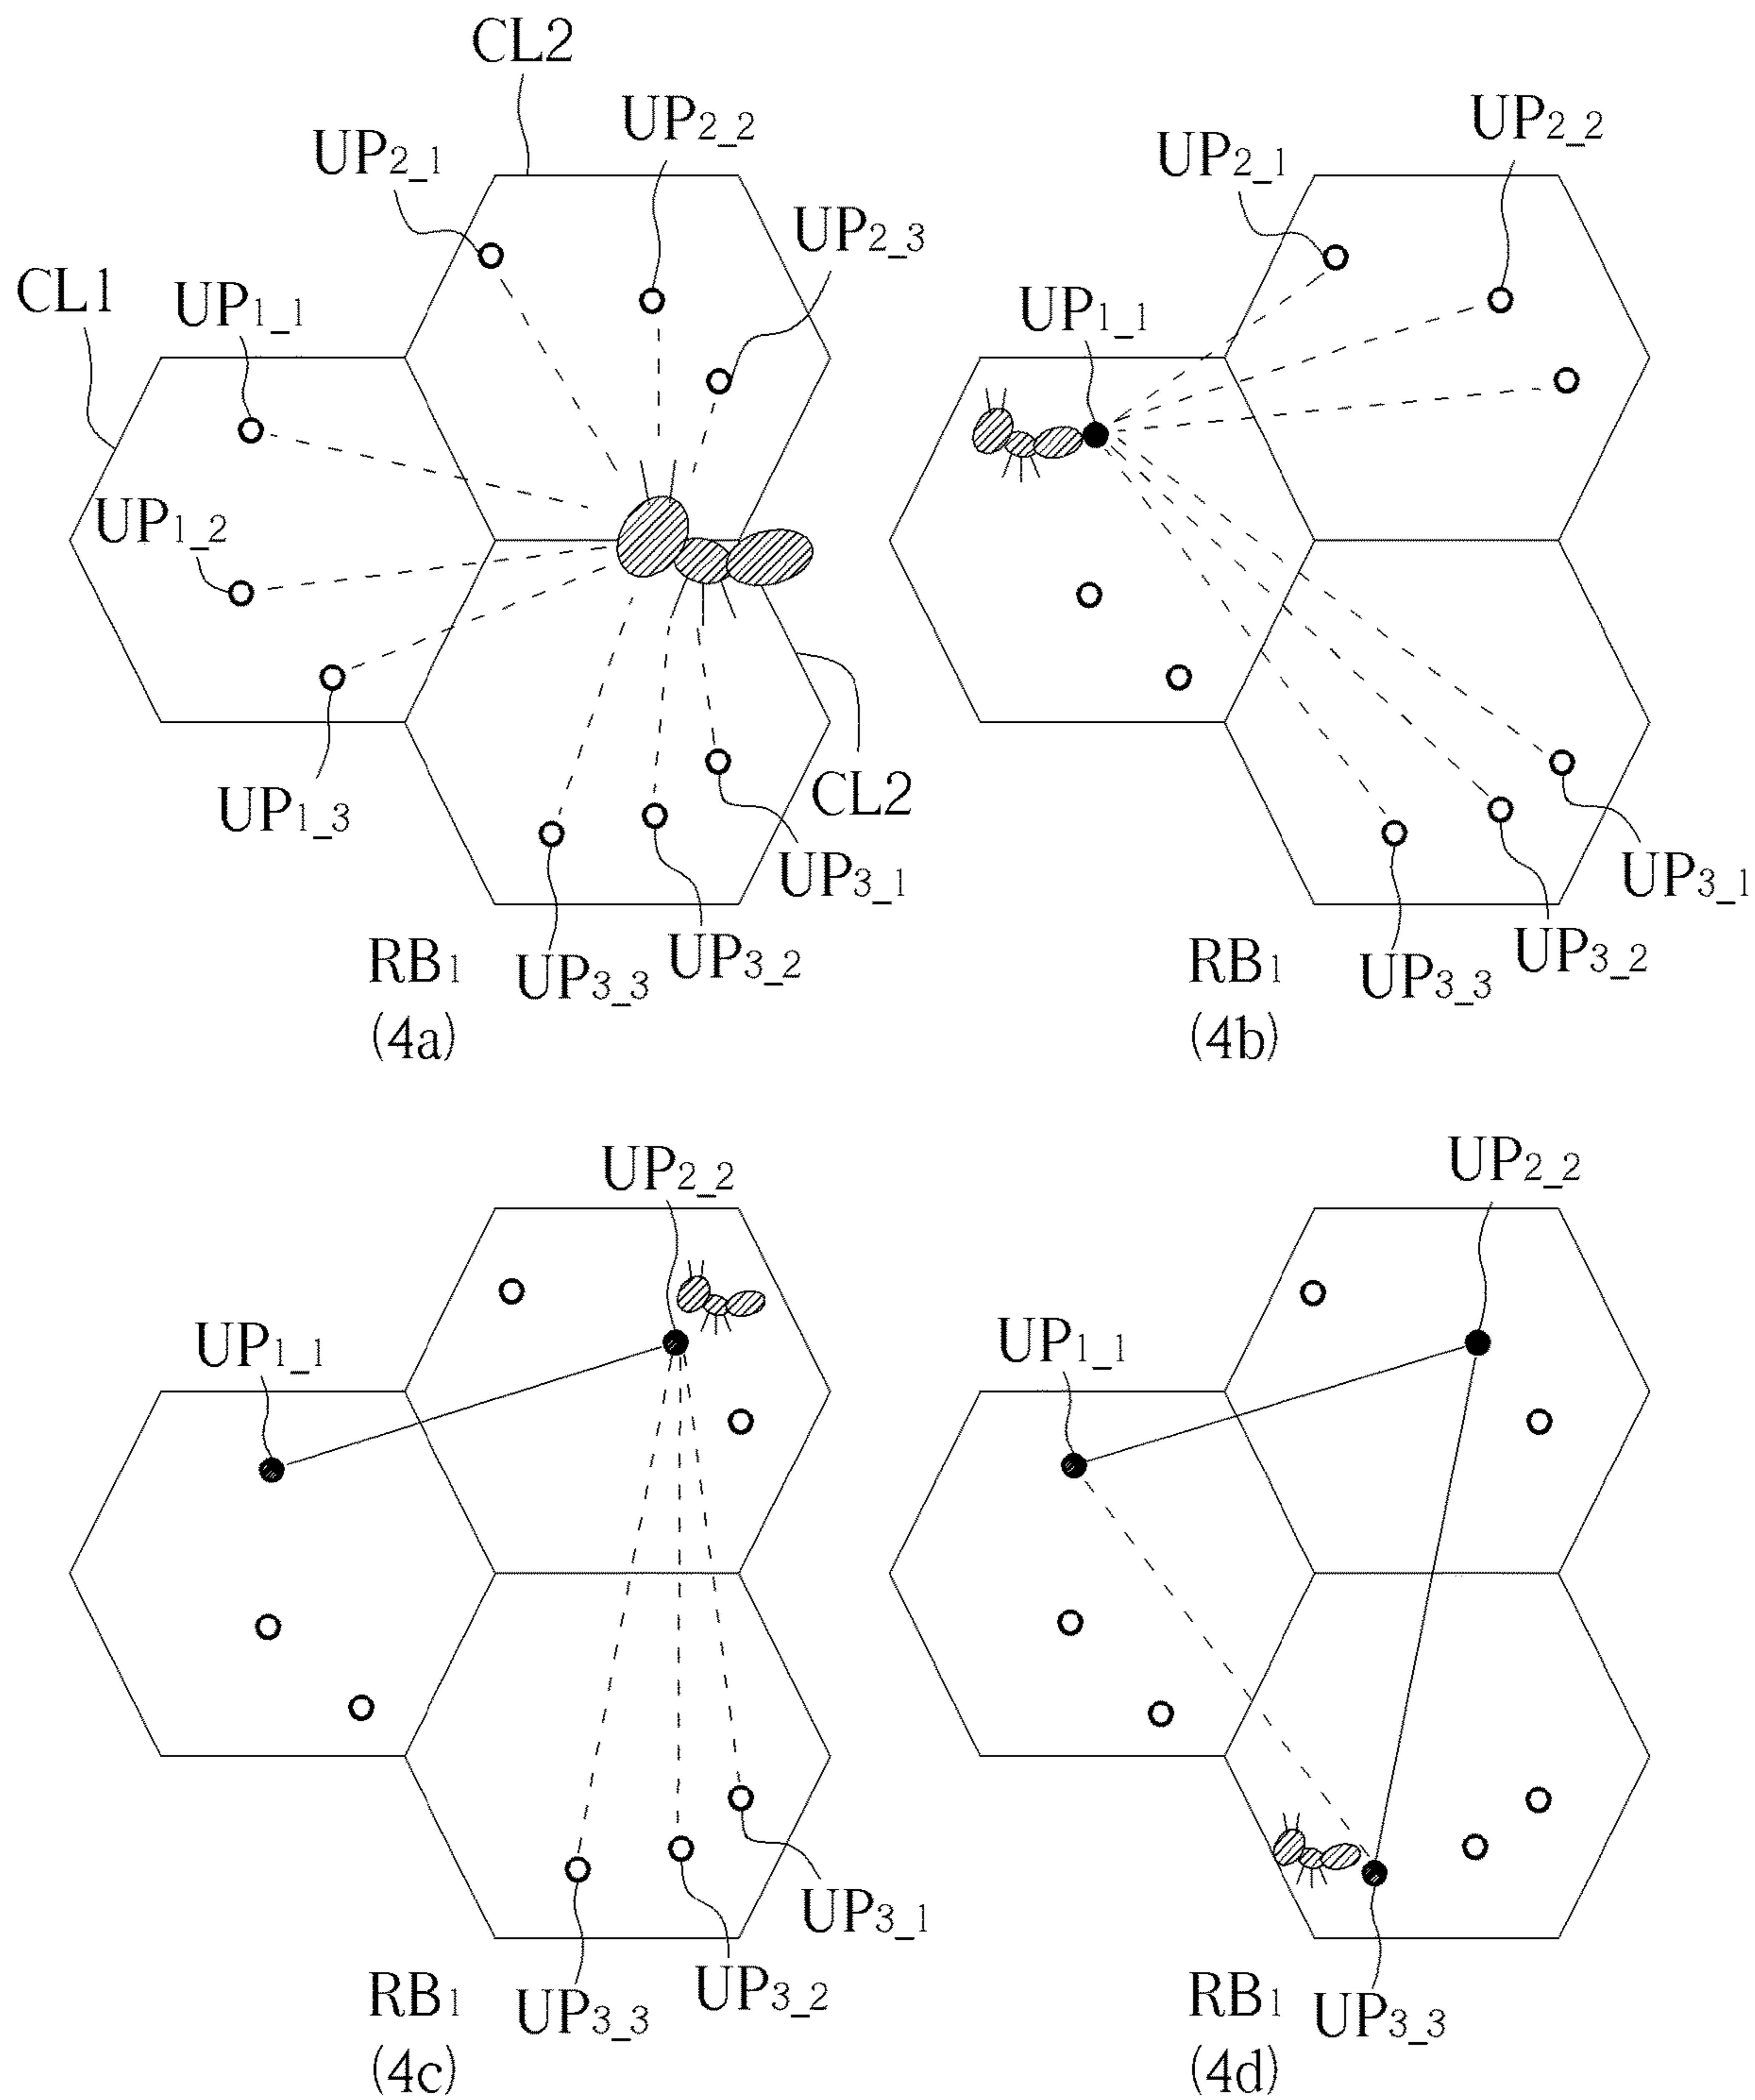 CL2
UP2_2
UP2_1
UP2_3
CL1
UP1_1
UP1_2
UP1_3
CL2
UP3_1
UP3_2
UP3_3
RB1
(4a)
UP2_2
UP2_1
UP1_1
UP3_1
UP3_2
UP3_3
RB1
(4b)
UP2_2
UP1_1
UP3_1
UP3_2
UP3_3
RB1
(4c)
UP2_2
UP1_1
RB1
UP3_3
(4d)